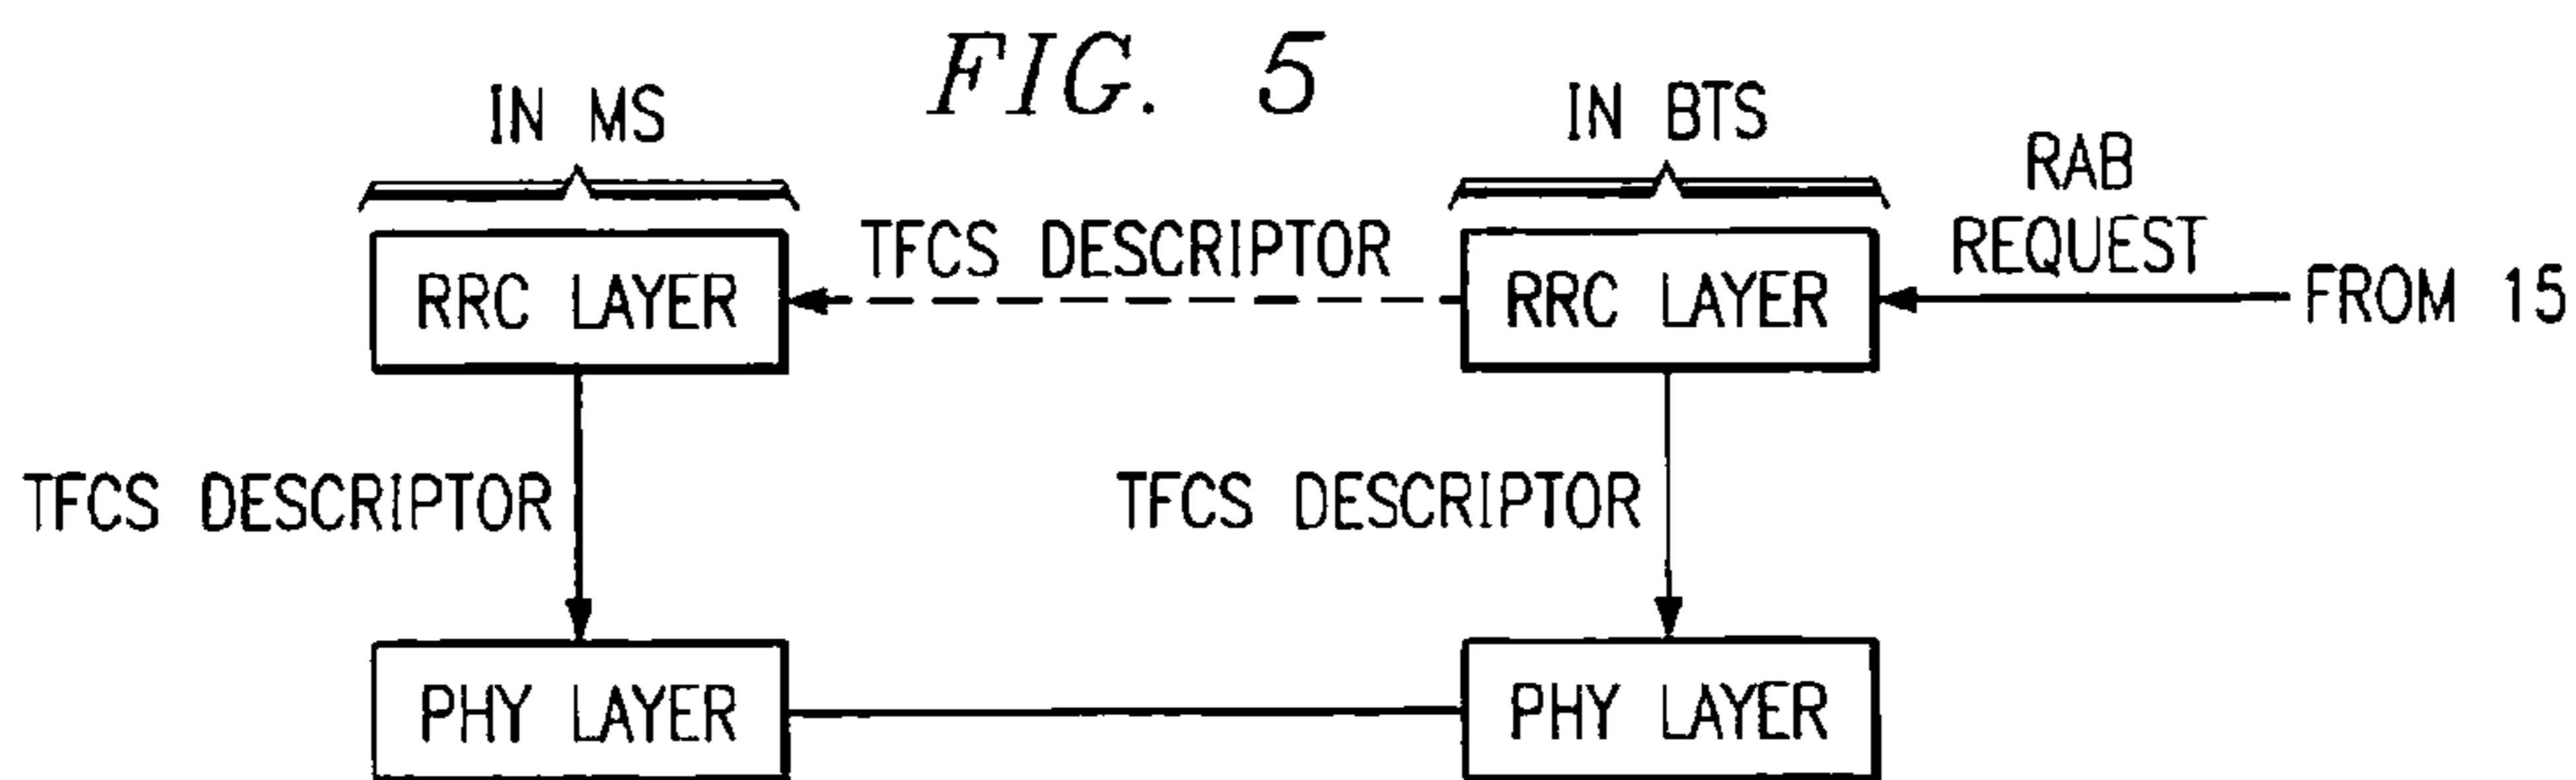 FIG. 5
IN MS
IN BTS
RAB
REQUEST
TFCS DESCRIPTOR
RRC LAYER
RRC LAYER
FROM 15
TFCS DESCRIPTOR
TFCS DESCRIPTOR
PHY LAYER
PHY LAYER